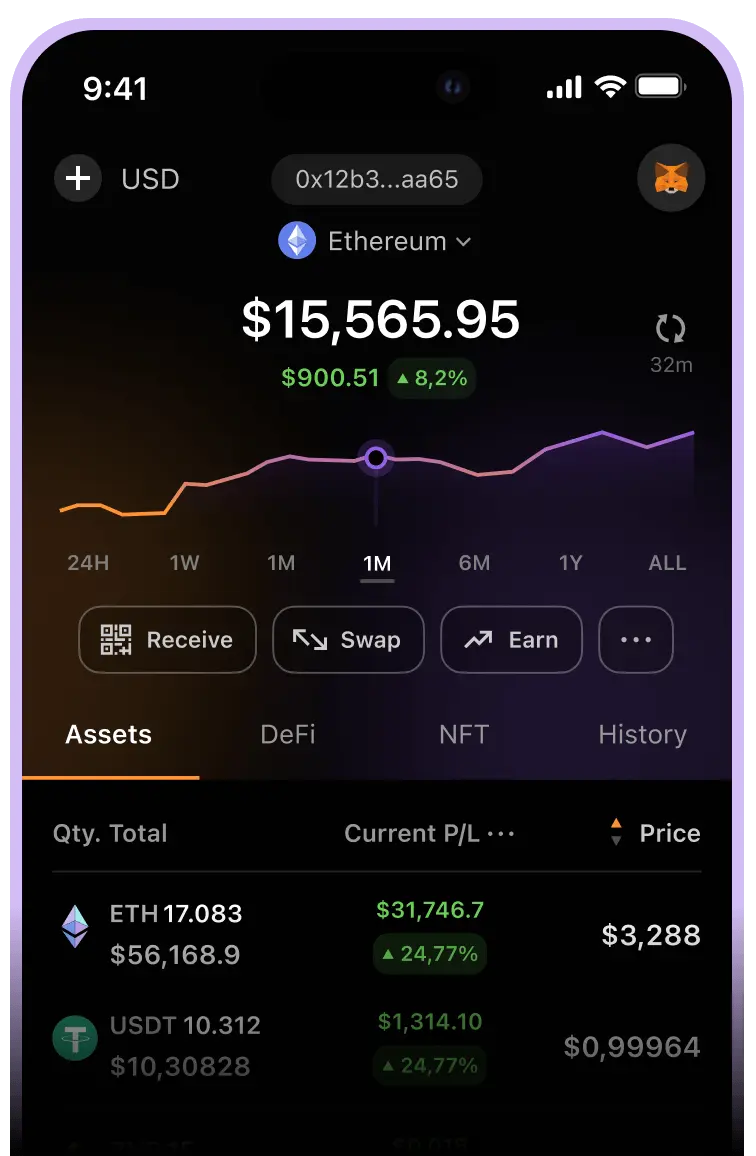 9:41
USD
0x12b3...aa65
Ethereum
$15,565.95
$900.51 ▲ 8,2%
32m
24H 1W 1M 1M 6M 1Y ALL
Receive Swap Earn ...
Assets DeFi NFT History
Qty. Total Current P/L ... Price
ETH 17.083 $31,746.7
$3,288
$56,168.9 ▲ 24,77%
USDT 10.312 $1,314.10
$0,99964
$10,30828 ▲ 24,77%